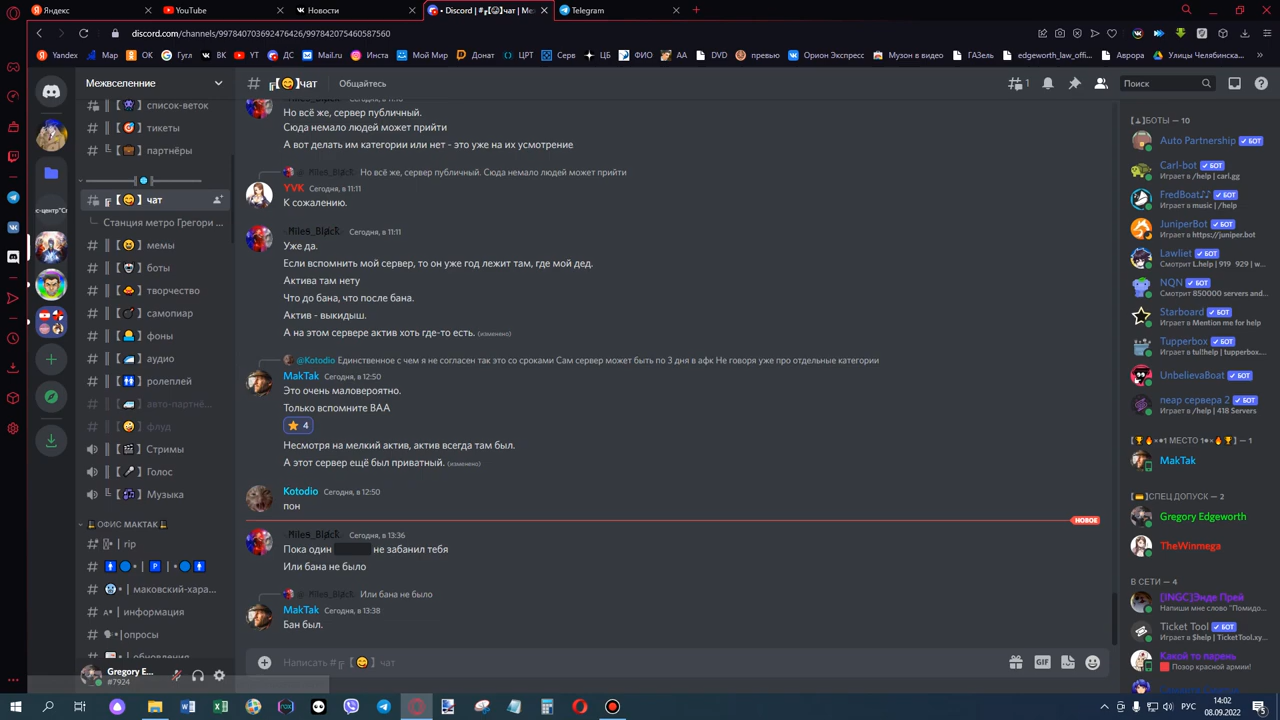 Яндекс
YouTube
Новости
• Discord | #╔【😋】чат | Ме
Telegram
discord.com/channels/997840703692476426/997842075460587560
Yandex
Mail
OK
Гугл
ВК
YT
ДС
Mail.ru
Инста
Мой Мир
Донат
ЦРТ
Серв
ЦБ
ФИО
АА
DVD
превью
Орион Экспресс
Музон в видео
ГАЗель
edgeworth_law_offi...
Аврора
Улицы Челябинска...
Межвселенние
#╔【😋】чат
Общайтесь
1
Поиск
список-веток
тикеты
партнёры
чат
Станция метро Грегори ...
мемы
боты
творчество
самопиар
фоны
аудио
ролеплей
авто-партнё...
флуд
Стримы
Голос
Музыка
ОФИС МАКТАК
| rip
| маковский-хара...
| информация
|опросы
| обновления
Gregory E...
#7924
Но всё же, сервер публичный.
Сюда немало людей может прийти
А вот делать им категории или нет - это уже на их усмотрение
Miles_Bløck Но всё же, сервер публичный. Сюда немало людей может прийти
YVK Сегодня, в 11:11
К сожалению.
Miles_Bløck Сегодня, в 11:11
Уже да.
Если вспомнить мой сервер, то он уже год лежит там, где мой дед.
Актива там нету
Что до бана, что после бана.
Актив - выкидыш.
А на этом сервере актив хоть где-то есть. (изменено)
@Kotodio Единственное с чем я не согласен так это со сроками Сам сервер может быть по 3 дня в афк Не говоря уже про отдельные категории
MakTak Сегодня, в 12:50
Это очень маловероятно.
Только вспомните ВАА
⭐ 4
Несмотря на мелкий актив, актив всегда там был.
А этот сервер ещё был приватный. (изменено)
Kotodio Сегодня, в 12:50
пон
НОВОЕ
Miles_Bløck Сегодня, в 13:36
Пока один не забанил тебя
Или бана не было
Miles_Bløck Или бана не было
MakTak Сегодня, в 13:38
Бан был.
Написать #╔【😋】чат
GIF
БОТЫ — 10
Auto Partnership ✔ БОТ
Carl-bot ✔ БОТ
Играет в /help | carl.gg
FredBoat♪♪ ✔ БОТ
Играет в music | /help
JuniperBot ✔ БОТ
Играет в https://juniper.bot
Lawliet ✔ БОТ
Смотрит L.help | 919 929 | w...
NQN ✔ БОТ
Смотрит 850000 servers and...
Starboard ✔ БОТ
Играет в Mention me for help
Tupperbox ✔ БОТ
Играет в tul!help | tupperbox....
UnbelievaBoat ✔ БОТ
пеар сервера 2 ✔ БОТ
Играет в /help | 418 Servers
1 МЕСТО 1 — 1
MakTak
СПЕЦ ДОПУСК — 2
Gregory Edgeworth
TheWinmega
В СЕТИ — 4
[INGC]Энде Прей
Напиши мне слово "Помидо...
Ticket Tool ✔ БОТ
Играет в $help | TicketTool.xy...
Какой то парень
Позор красной армии!
14:02
08.09.2022